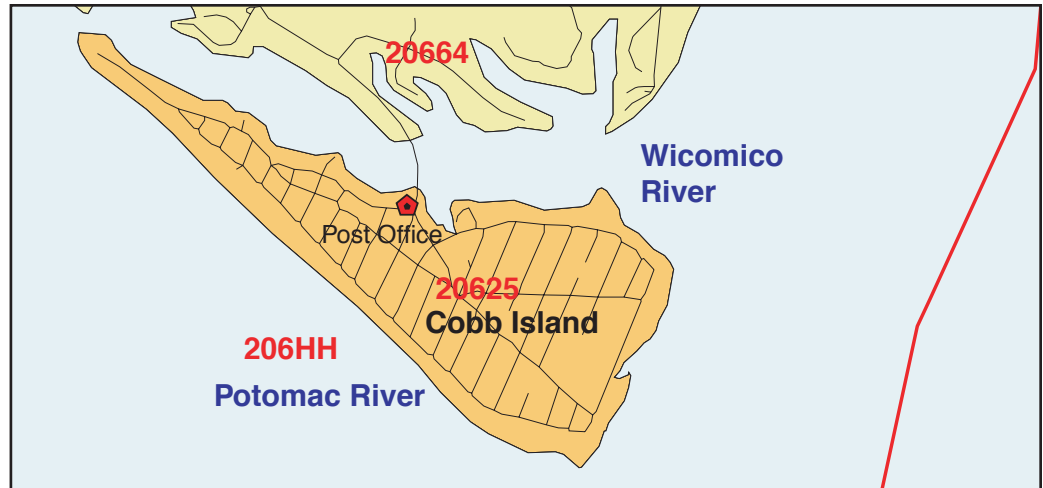 20664
Wicomico
River
Post Office
20625
Cobb Island
206HH
Potomac River